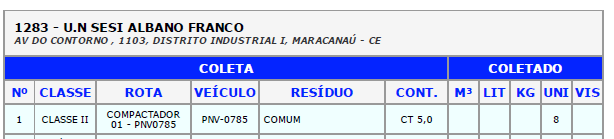 1283 - U.N SESI ALBANO FRANCO
AV DO CONTORNO , 1103, DISTRITO INDUSTRIAL I, MARACANAÚ - CE
COLETA COLETADO
Nº CLASSE ROTA VEÍCULO RESÍDUO CONT. M³ LIT KG UNI VIS
1 CLASSE II COMPACTADOR 01 - PNV0785 PNV-0785 COMUM CT 5,0 8